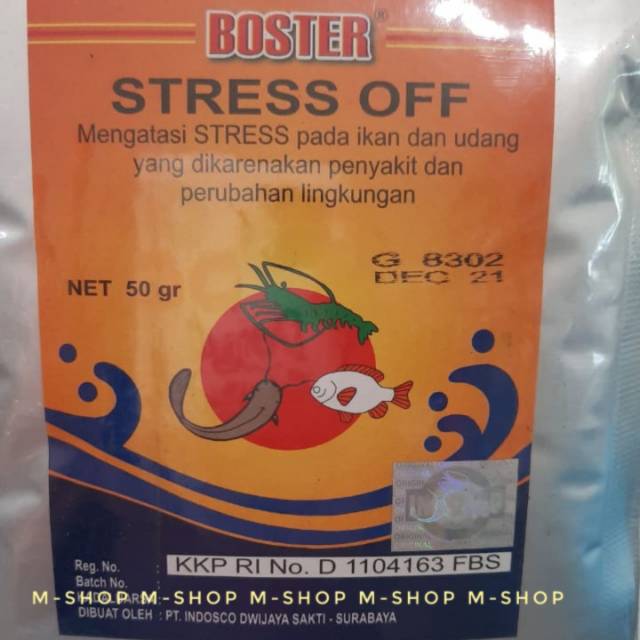 BOSTER®
STRESS OFF
Mengatasi STRESS pada ikan dan udang
yang dikarenakan penyakit dan
perubahan lingkungan
G 8302
DEC 21
NET 50 gr
ORIGINAL
Reg. No. : KKP RI No. D 1104163 FBS
Batch No. :
M-SHOP M-SHOP M-SHOP M-SHOP M-SHOP
DIBUAT OLEH : PT. INDOSCO DWIJAYA SAKTI - SURABAYA